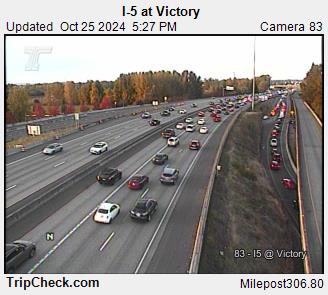 I-5 at Victory
Updated Oct 25 2024 5:27 PM Camera 83
N
83 - I5 @ Victory
TripCheck.com Milepost306.80